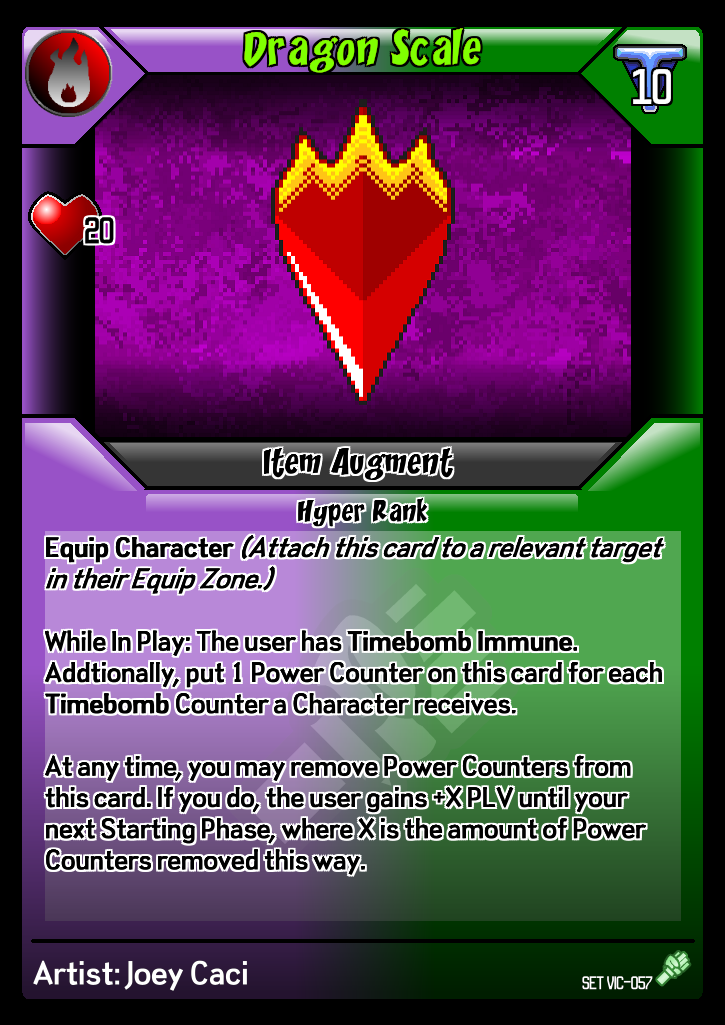 Dragon Scale
10
20
Item Augment
Hyper Rank
Equip Character (Attach this card to a relevant target
in their Equip Zone.)
While In Play: The user has Timebomb Immune.
Addtionally, put 1 Power Counter on this card for each
Timebomb Counter a Character receives.
At any time, you may remove Power Counters from
this card. If you do, the user gains +X PLV until your
next Starting Phase, where X is the amount of Power
Counters removed this way.
FIRE
Artist: Joey Caci
SET VIC-057